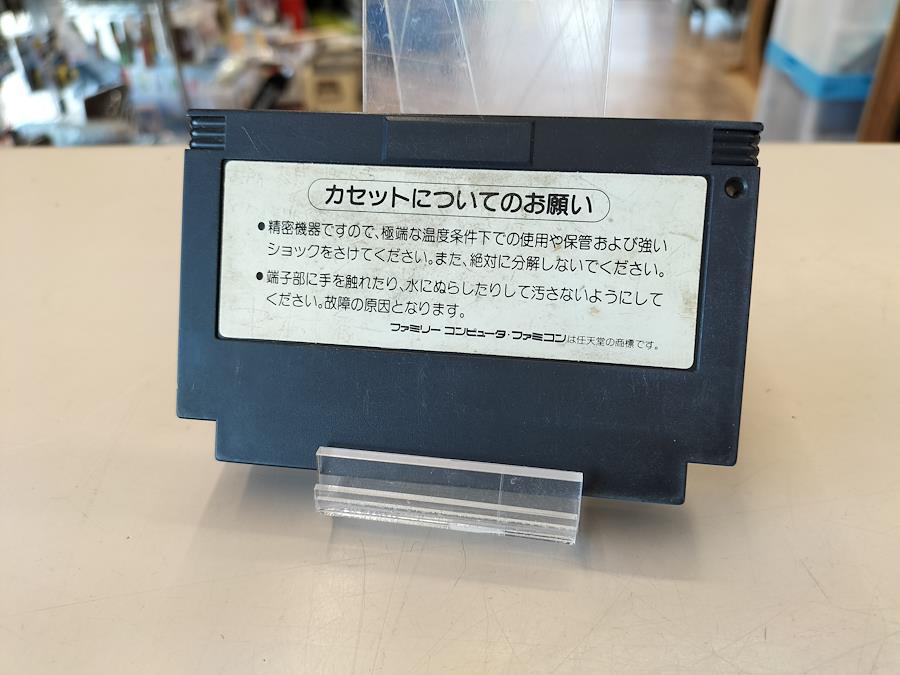 カセットについてのお願い
●精密機器ですので、極端な温度条件下での使用や保管および強い
ショックをさけてください。また、絶対に分解しないでください。
●端子部に手を触れたり、水にぬらしたりして汚さないようにして
ください。故障の原因となります。
ファミリーコンピュータ・ファミコンは任天堂の商標です。